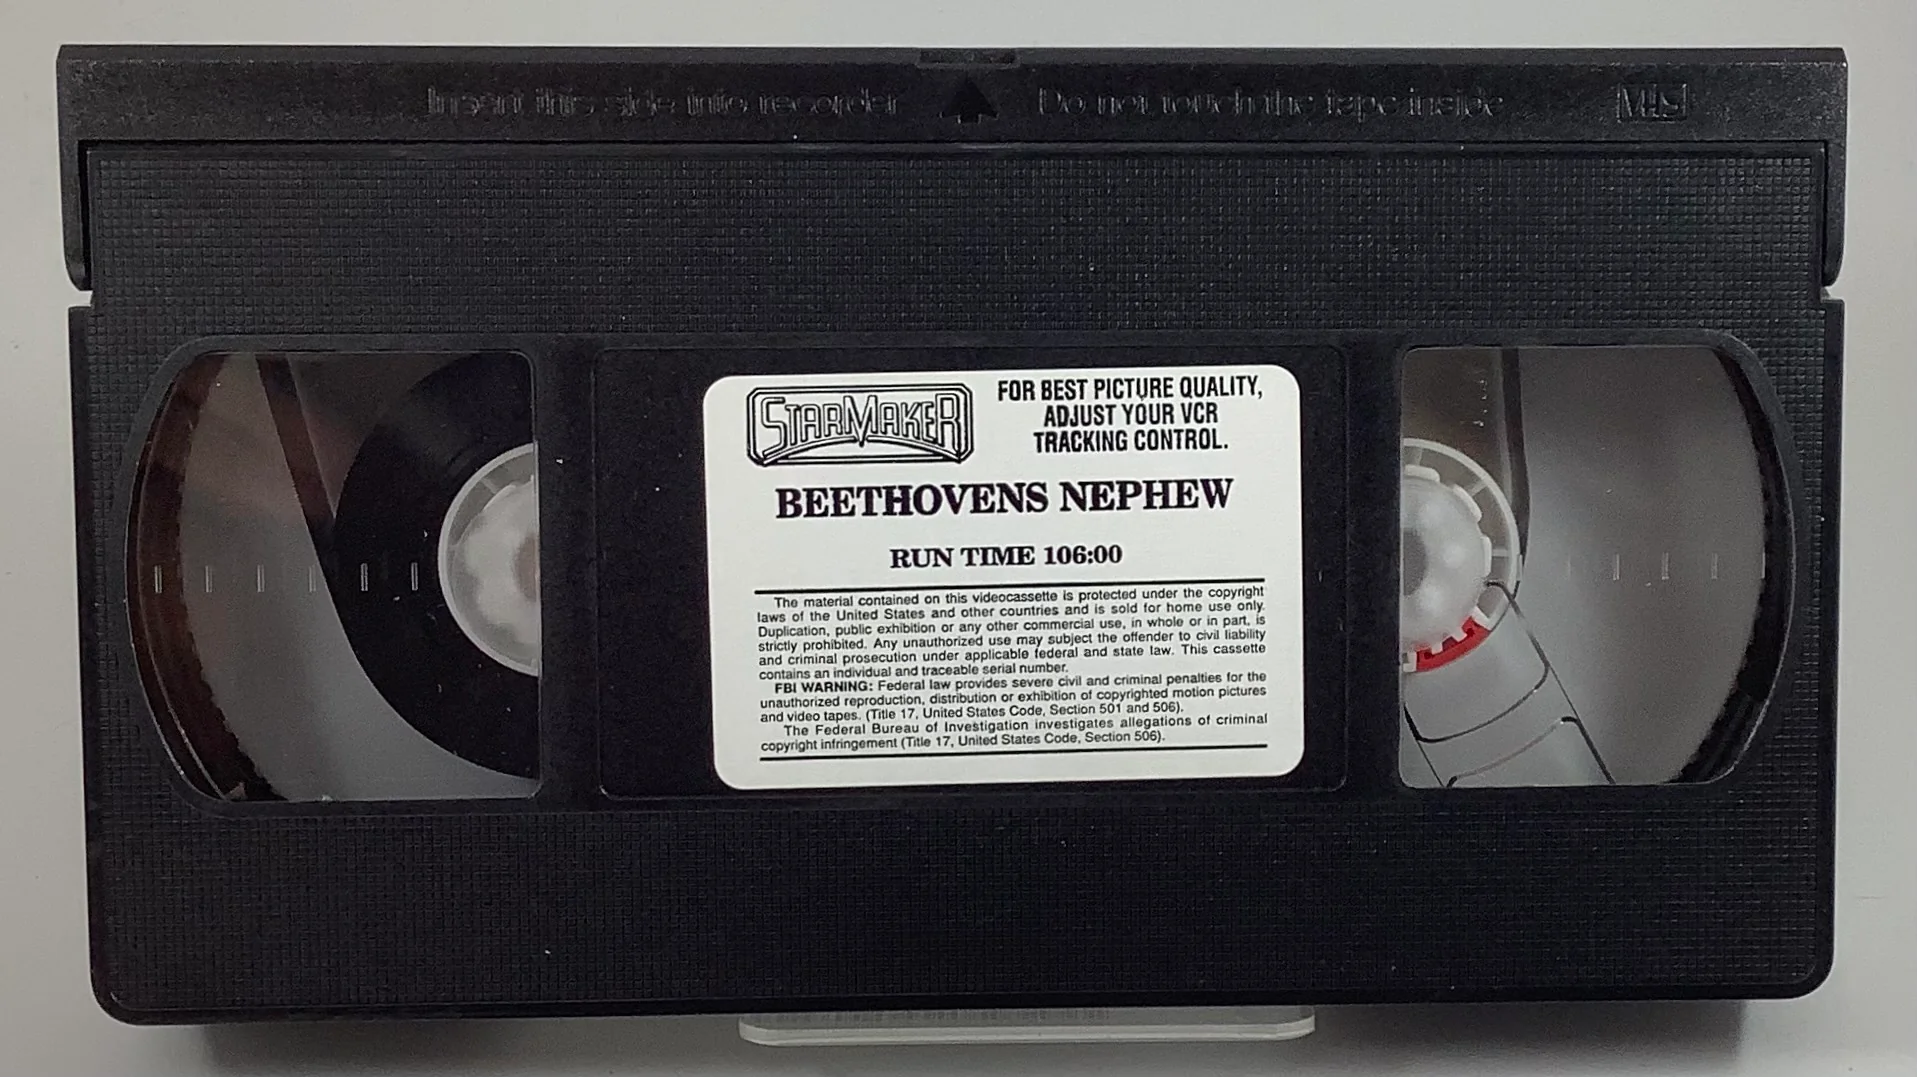 Insert this side into recorder Do not touch the tape inside
STARMAKER
FOR BEST PICTURE QUALITY,
ADJUST YOUR VCR
TRACKING CONTROL.
BEETHOVENS NEPHEW
RUN TIME 106:00
The material contained on this videocassette is protected under the copyright
laws of the United States and other countries and is sold for home use only.
Duplication, public exhibition or any other commercial use, in whole or in part, is
strictly prohibited. Any unauthorized use may subject the offender to civil liability
and criminal prosecution under applicable federal and state law. This cassette
contains an individual and traceable serial number.
FBI WARNING: Federal law provides severe civil and criminal penalties for the
unauthorized reproduction, distribution or exhibition of copyrighted motion pictures
and video tapes. (Title 17, United States Code, Section 501 and 506).
The Federal Bureau of Investigation investigates allegations of criminal
copyright infringement (Title 17, United States Code, Section 506).